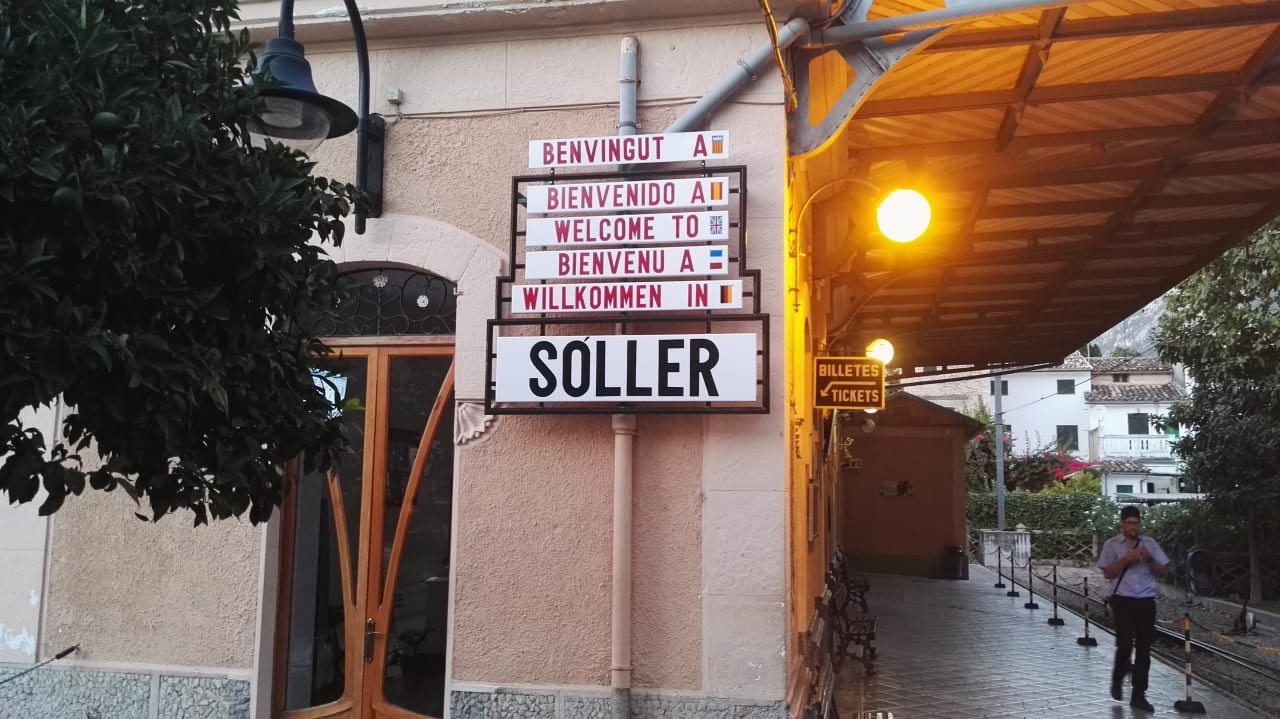 BENVINGUT A
BIENVENIDO A
WELCOME TO
BIENVENU A
WILLKOMMEN IN
SÓLLER
BILLETES
TICKETS